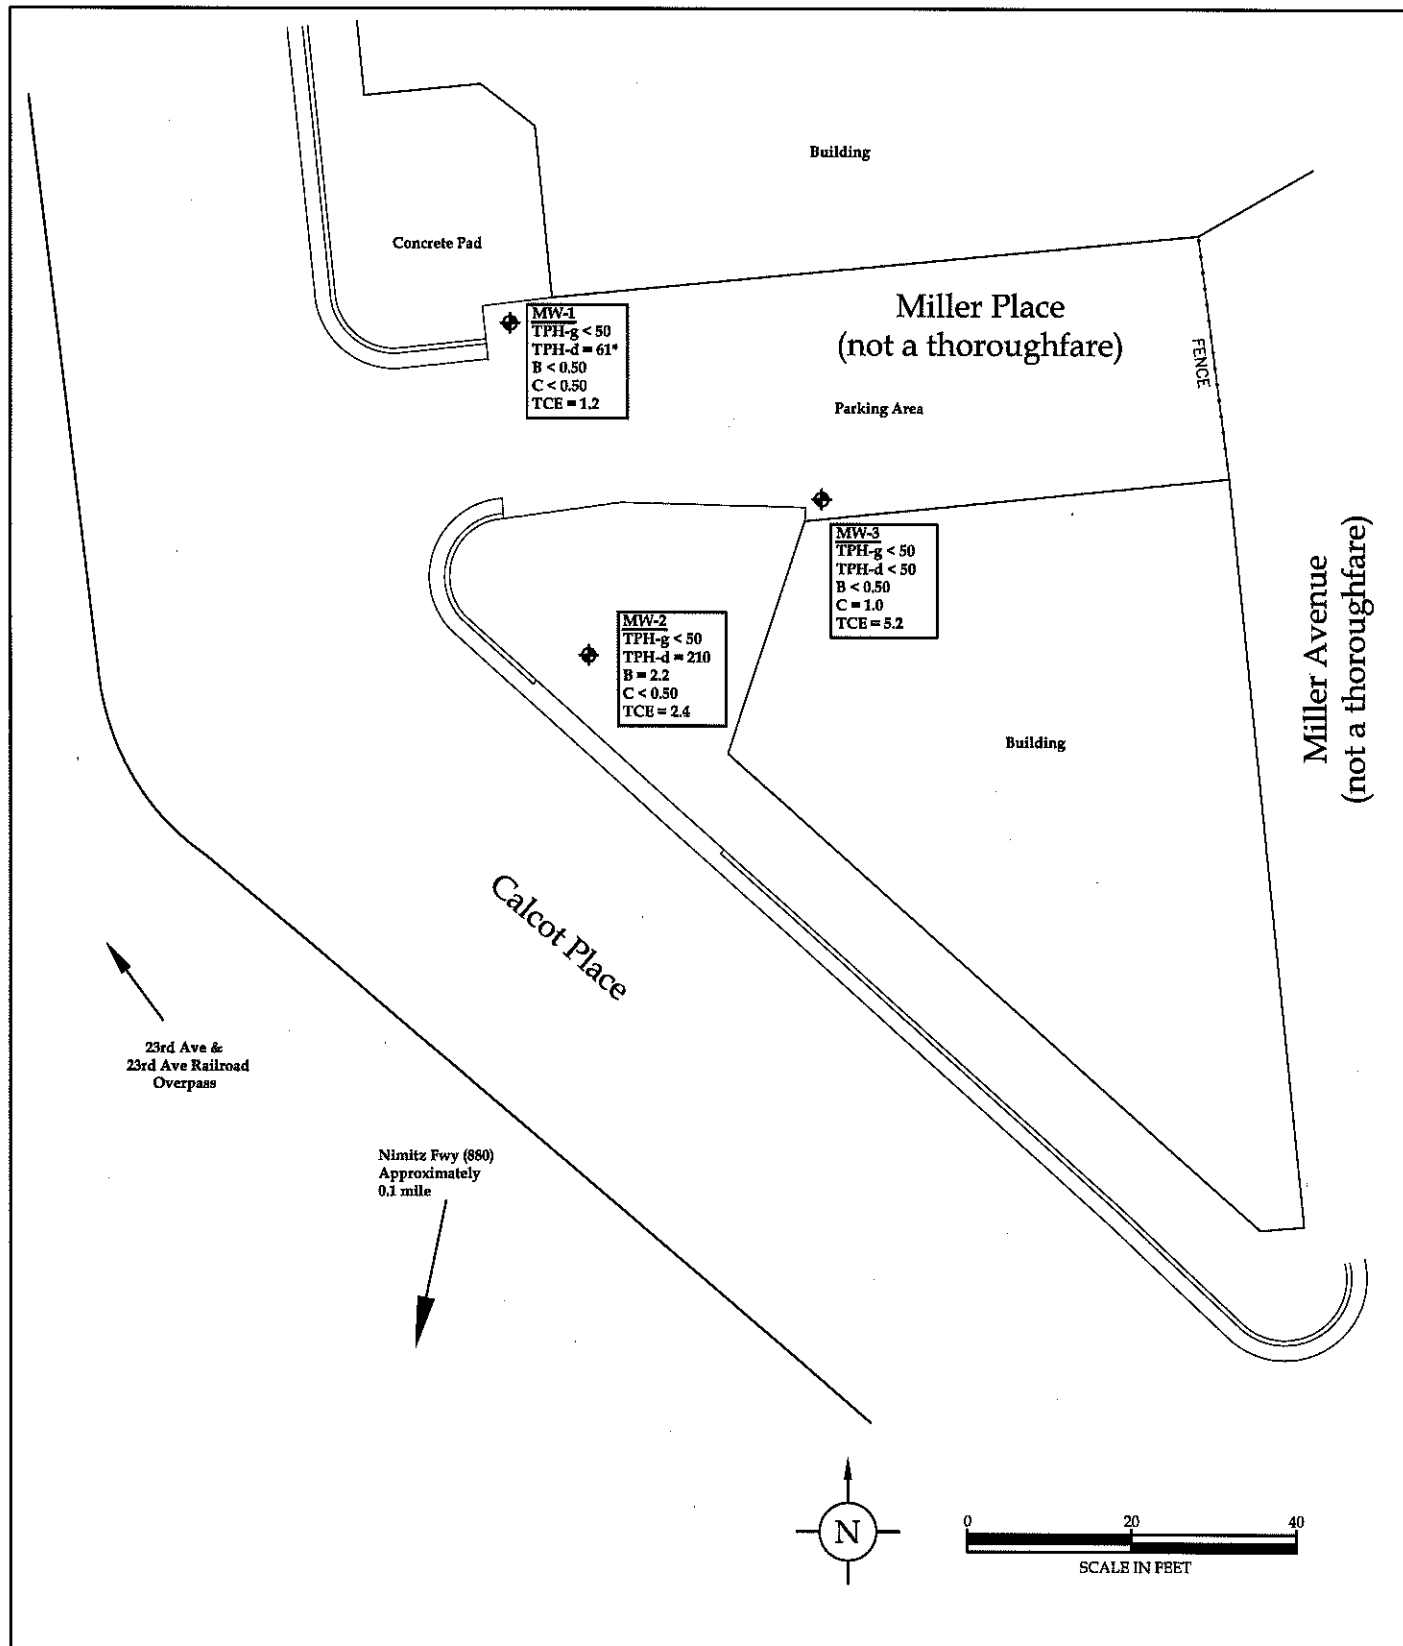 Building
Concrete Pad
Miller Place
(not a thoroughfare)
FENCE
Parking Area
MW-1
TPH-g < 50
TPH-d = 61*
B < 0.50
C < 0.50
TCE = 1.2
MW-3
TPH-g < 50
TPH-d < 50
B < 0.50
C = 1.0
TCE = 5.2
MW-2
TPH-g < 50
TPH-d = 210
B = 2.2
C < 0.50
TCE = 2.4
Miller Avenue
(not a thoroughfare)
Building
Calcot Place
23rd Ave &
23rd Ave Railroad
Overpass
Nimitz Fwy (880)
Approximately
0.1 mile
N
0 20 40
SCALE IN FEET